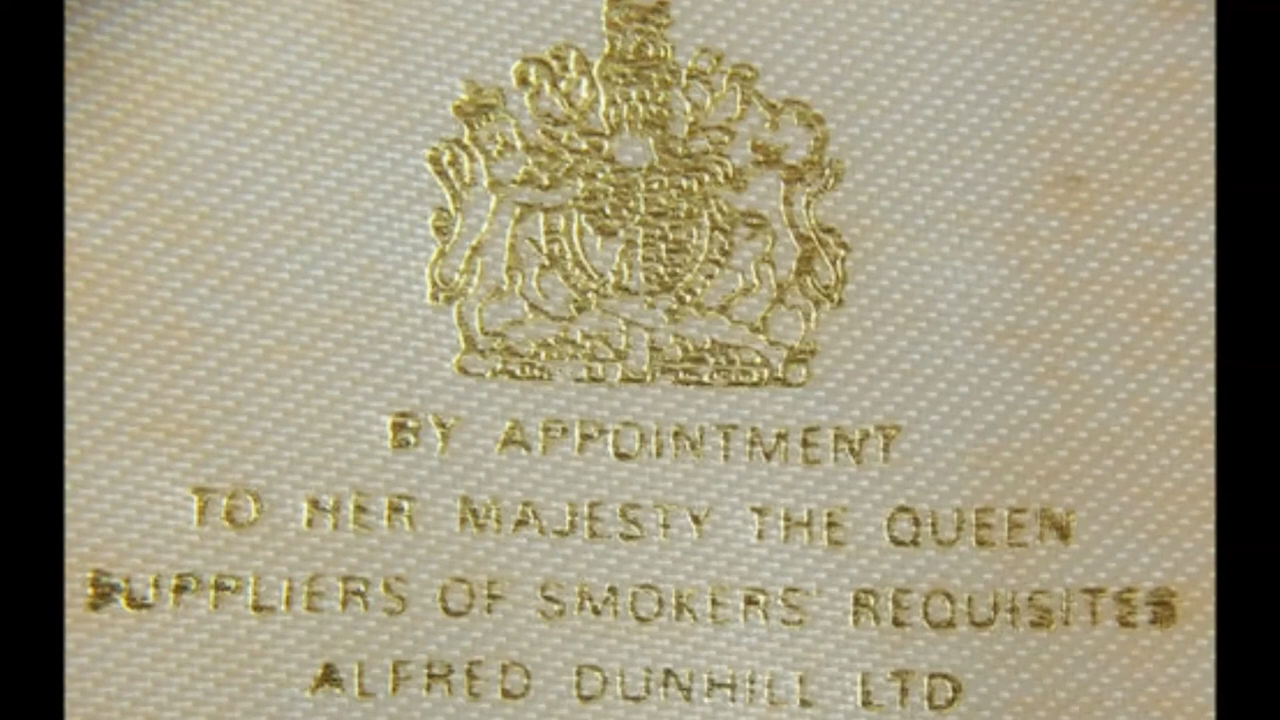 BY APPOINTMENT
TO HER MAJESTY THE QUEEN
SUPPLIERS OF SMOKERS' REQUISITES
ALFRED DUNHILL LTD